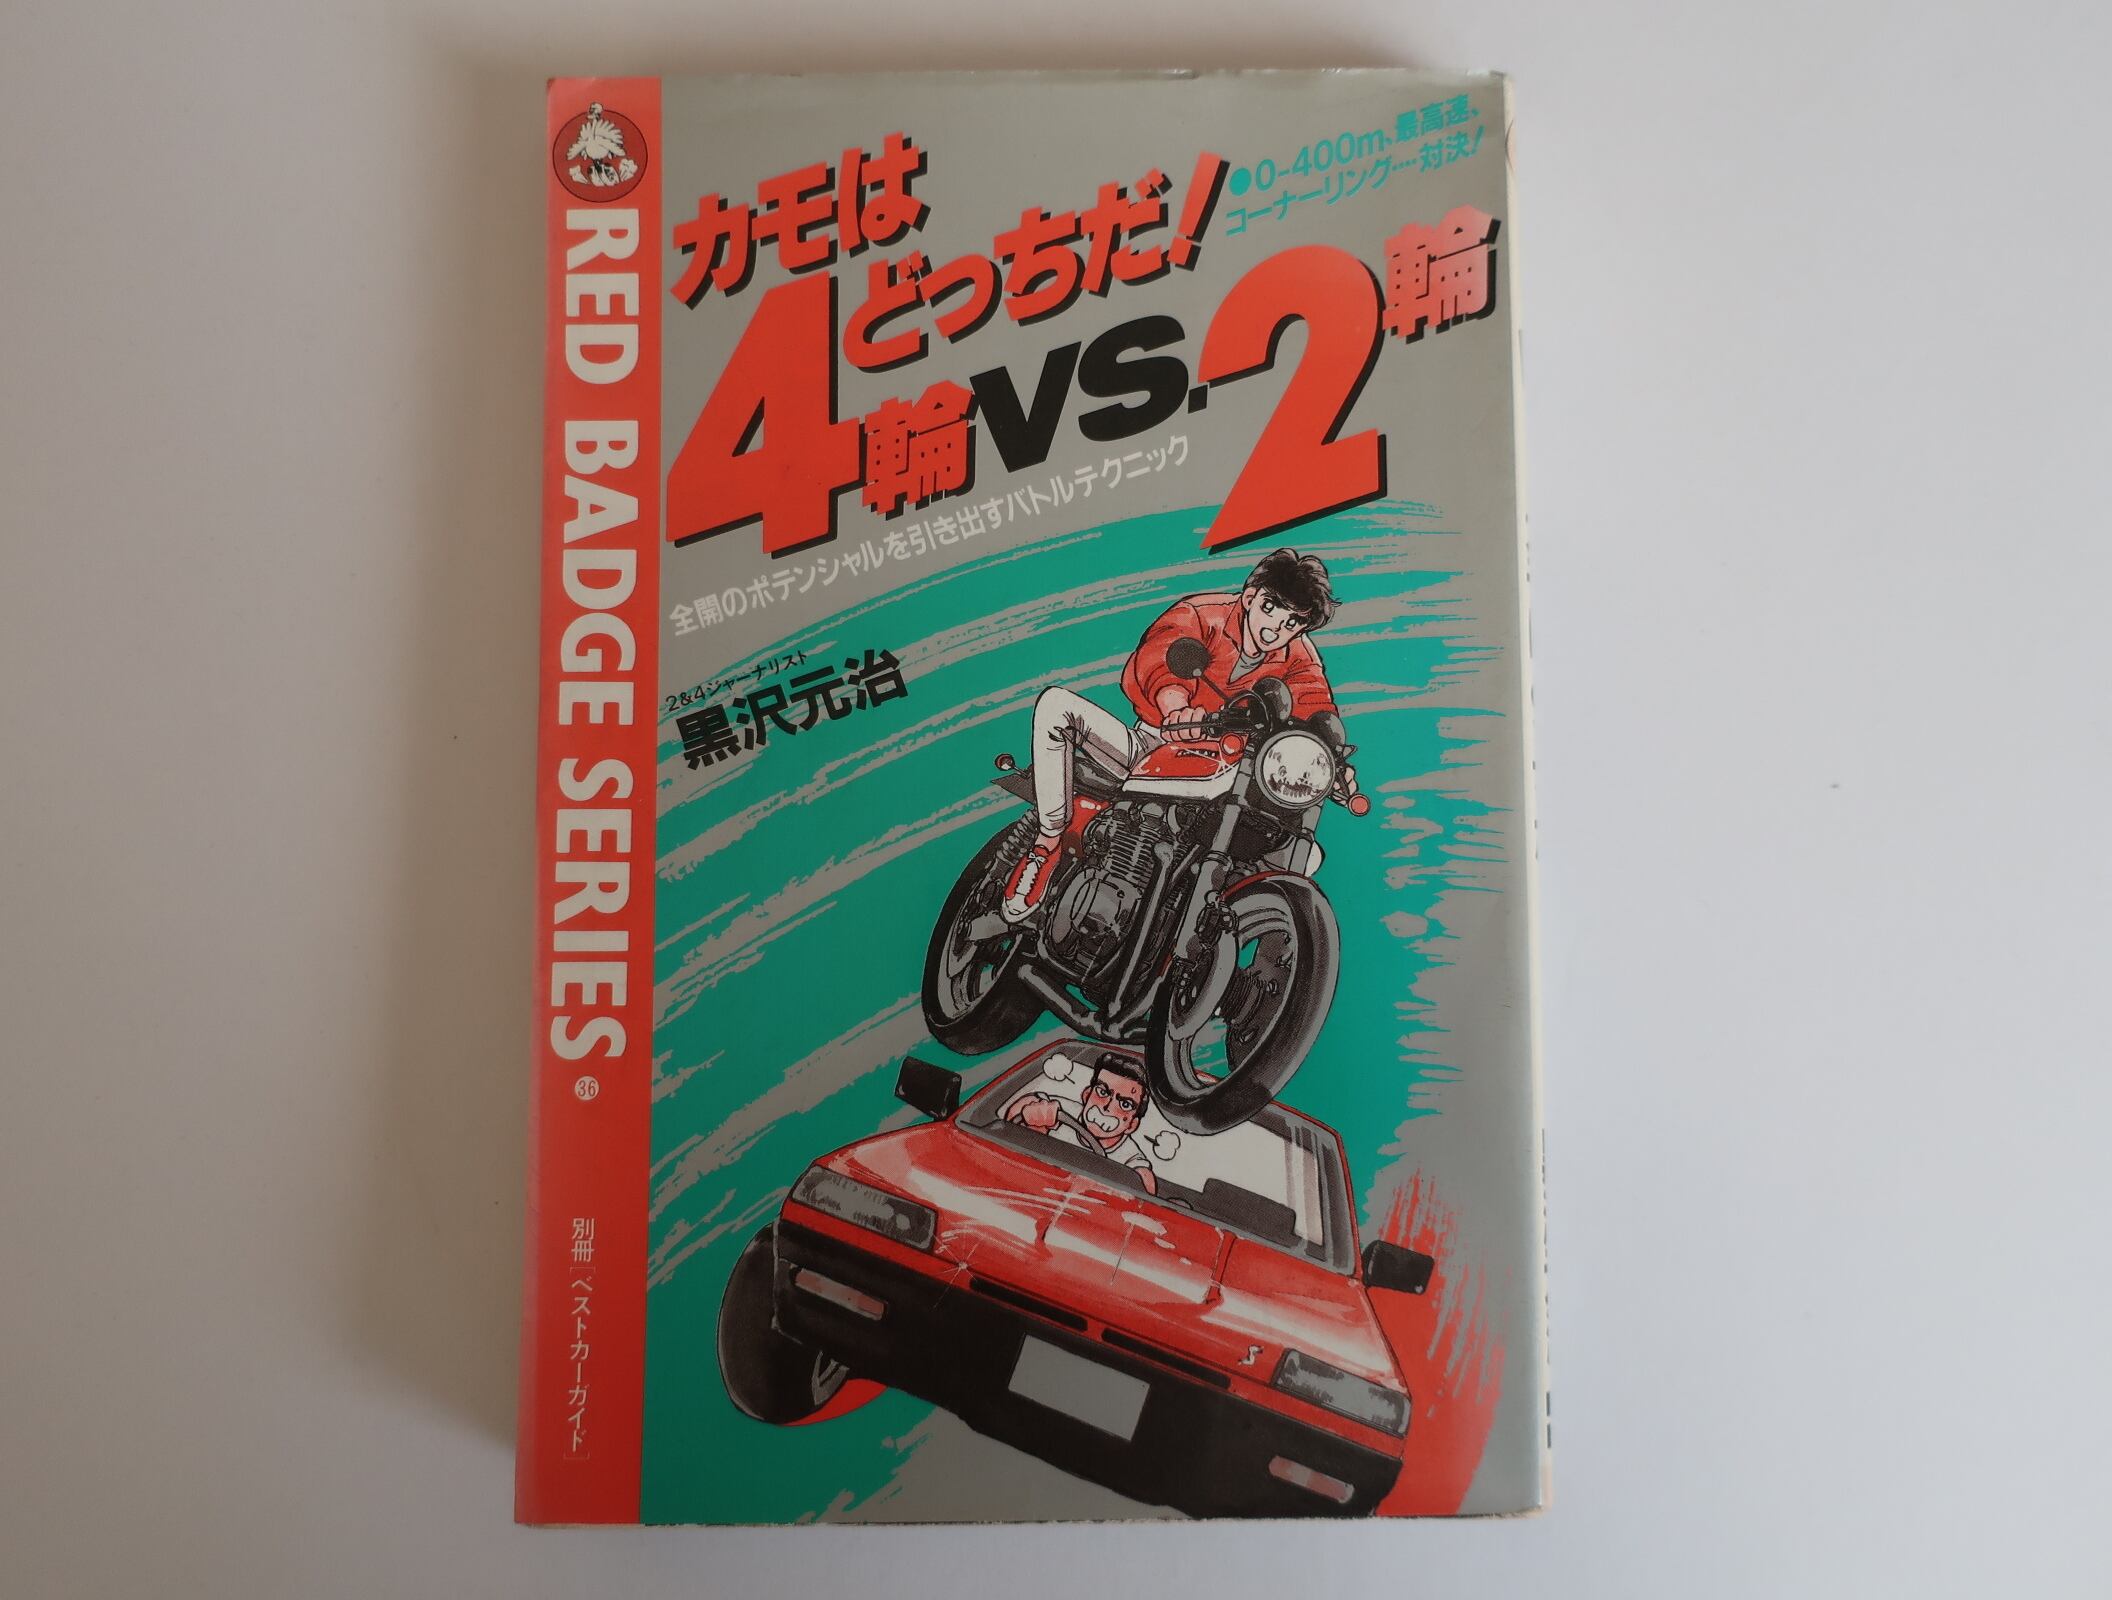 ●0-400m、最高速、
コーナーリング····対決!
カモは
どっちだ!
4輪VS.2輪
全開のポテンシャルを引き出すバトルテクニック
2&4ジャーナリスト
黒沢元治
RED BADGE SERIES 36
別冊[ベストカーガイド]
S